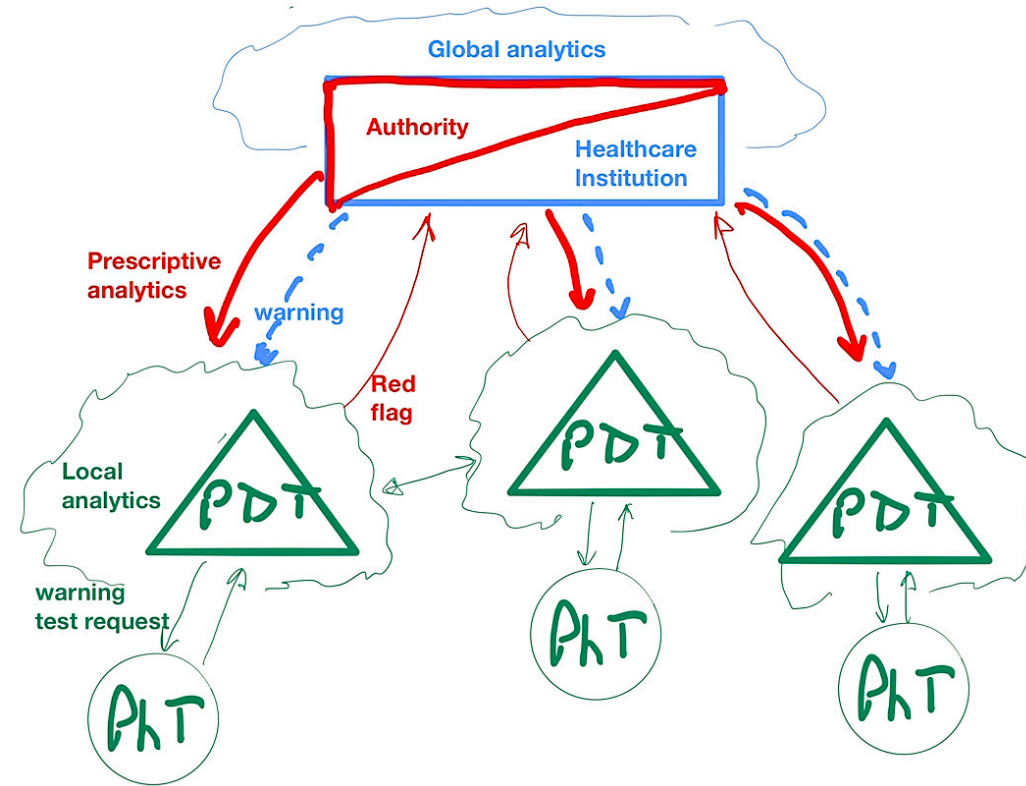 Global analytics
Authority
Healthcare
Institution
Prescriptive
analytics
warning
Red
flag
Local
analytics
PDT
PDT
PDT
warning
test request
PhT
PhT
PhT